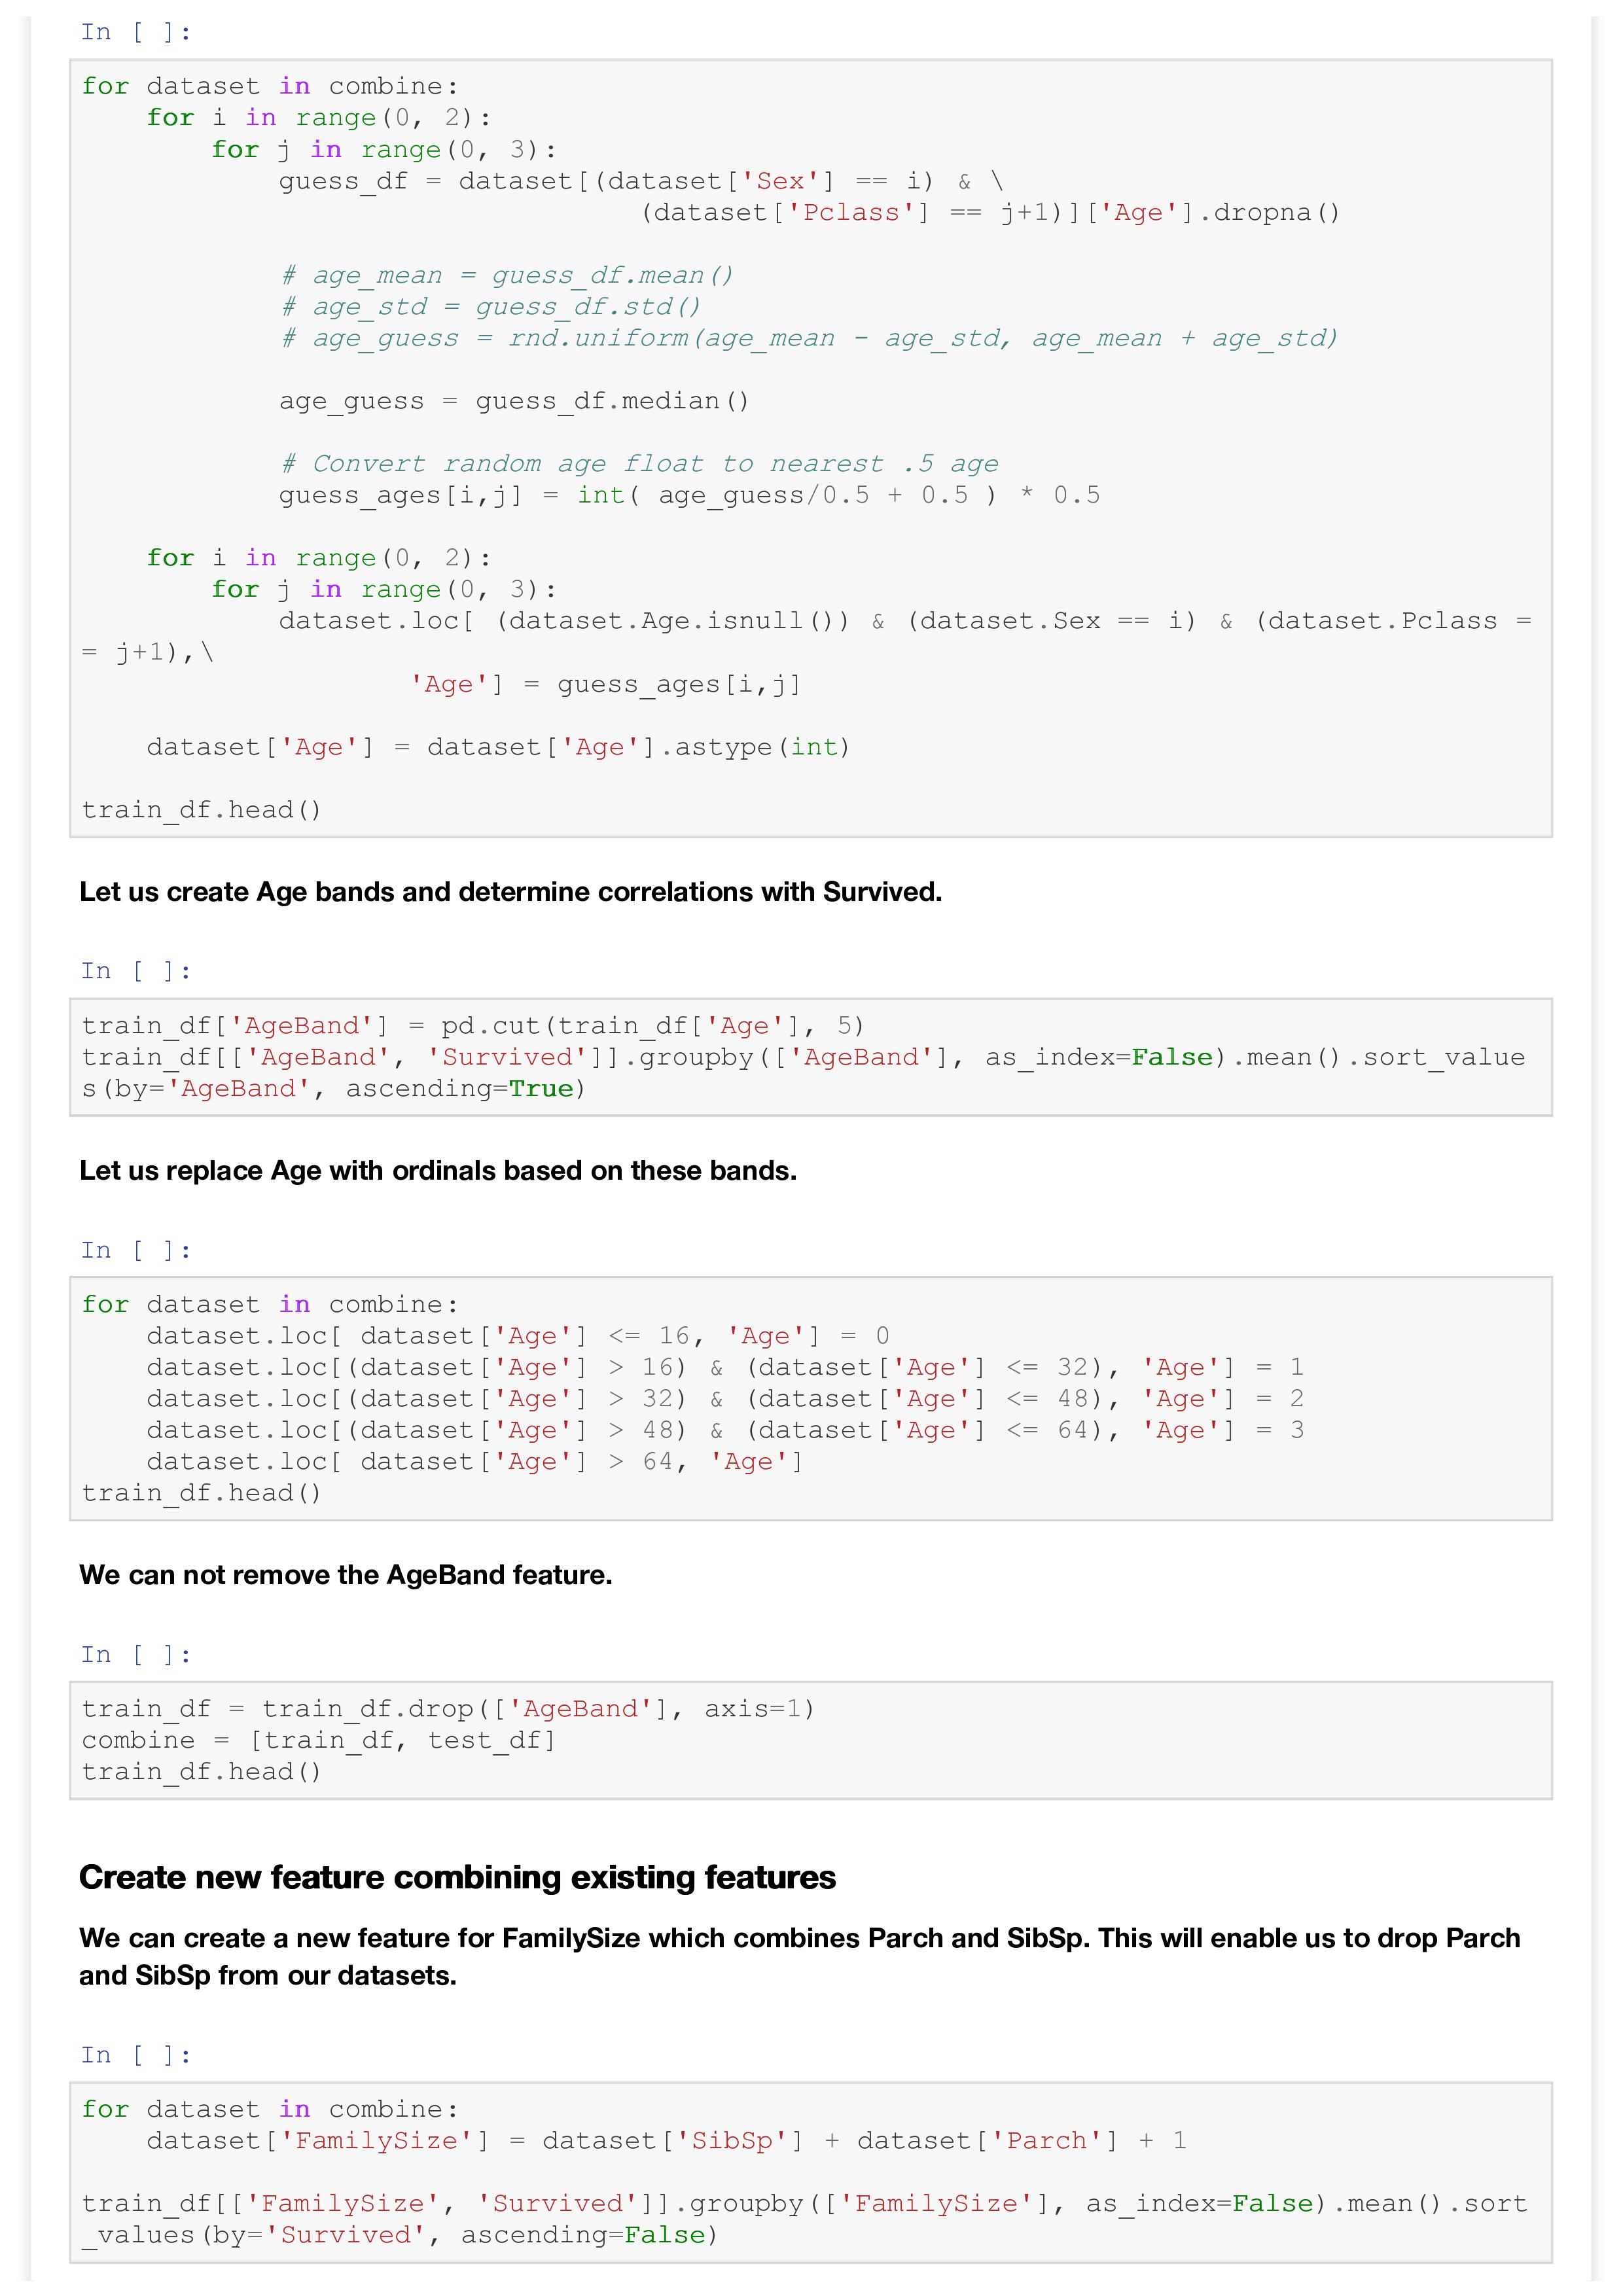 In [ ]:
for dataset in combine:
    for i in range(0, 2):
        for j in range(0, 3):
            guess_df = dataset[(dataset['Sex'] == i) & \
                                  (dataset['Pclass'] == j+1)]['Age'].dropna()

            # age_mean = guess_df.mean()
            # age_std = guess_df.std()
            # age_guess = rnd.uniform(age_mean - age_std, age_mean + age_std)

            age_guess = guess_df.median()

            # Convert random age float to nearest .5 age
            guess_ages[i,j] = int( age_guess/0.5 + 0.5 ) * 0.5

    for i in range(0, 2):
        for j in range(0, 3):
            dataset.loc[ (dataset.Age.isnull()) & (dataset.Sex == i) & (dataset.Pclass =
= j+1),\
                    'Age'] = guess_ages[i,j]

    dataset['Age'] = dataset['Age'].astype(int)

train_df.head()
Let us create Age bands and determine correlations with Survived.
In [ ]:
train_df['AgeBand'] = pd.cut(train_df['Age'], 5)
train_df[['AgeBand', 'Survived']].groupby(['AgeBand'], as_index=False).mean().sort_value
s(by='AgeBand', ascending=True)
Let us replace Age with ordinals based on these bands.
In [ ]:
for dataset in combine:
    dataset.loc[ dataset['Age'] <= 16, 'Age'] = 0
    dataset.loc[(dataset['Age'] > 16) & (dataset['Age'] <= 32), 'Age'] = 1
    dataset.loc[(dataset['Age'] > 32) & (dataset['Age'] <= 48), 'Age'] = 2
    dataset.loc[(dataset['Age'] > 48) & (dataset['Age'] <= 64), 'Age'] = 3
    dataset.loc[ dataset['Age'] > 64, 'Age']
train_df.head()
We can not remove the AgeBand feature.
In [ ]:
train_df = train_df.drop(['AgeBand'], axis=1)
combine = [train_df, test_df]
train_df.head()
Create new feature combining existing features
We can create a new feature for FamilySize which combines Parch and SibSp. This will enable us to drop Parch
and SibSp from our datasets.
In [ ]:
for dataset in combine:
    dataset['FamilySize'] = dataset['SibSp'] + dataset['Parch'] + 1

train_df[['FamilySize', 'Survived']].groupby(['FamilySize'], as_index=False).mean().sort
_values(by='Survived', ascending=False)